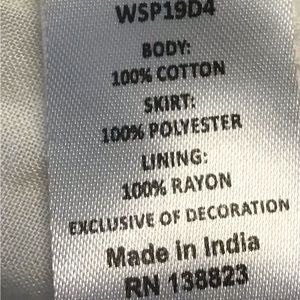 WSP19D4
BODY:
100% COTTON
SKIRT:
100% POLYESTER
LINING:
100% RAYON
EXCLUSIVE OF DECORATION
Made in India
RN 138823